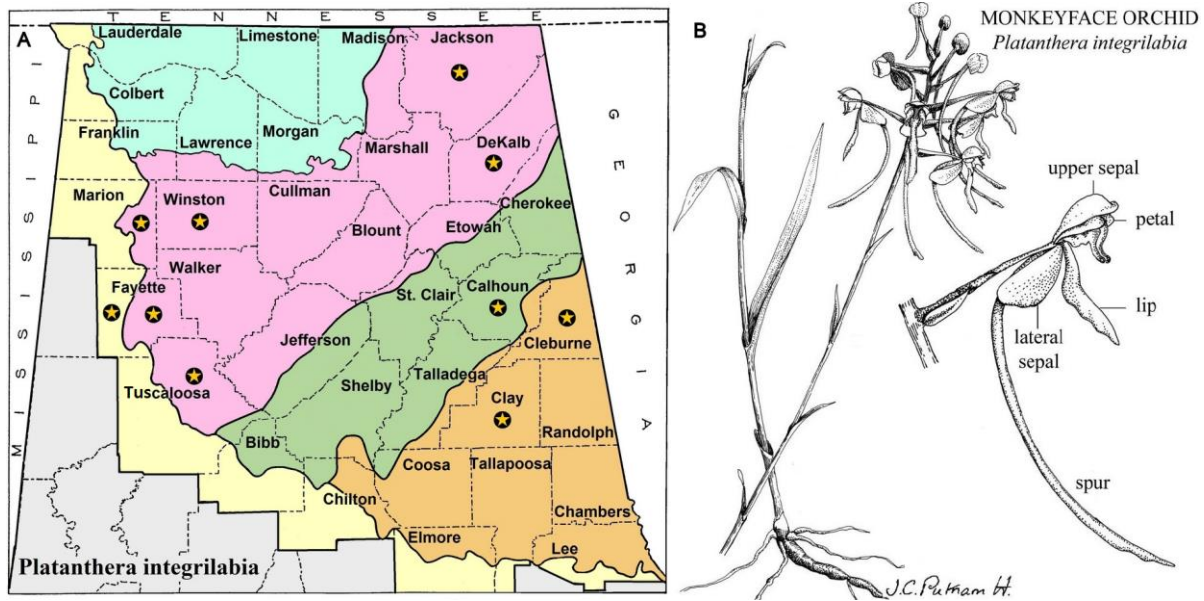 A
TENNESSEE
MISSISSIPPI
GEORGIA
Lauderdale
Limestone
Madison
Jackson
Colbert
Franklin
Lawrence
Morgan
Marshall
DeKalb
Marion
Winston
Cullman
Cherokee
Blount
Etowah
Walker
Fayette
St. Clair
Calhoun
Jefferson
Cleburne
Tuscaloosa
Shelby
Talladega
Clay
Randolph
Bibb
Coosa
Tallapoosa
Chilton
Chambers
Elmore
Lee
Platanthera integrilabia
B
MONKEYFACE ORCHID
Platanthera integrilabia
upper sepal
petal
lip
lateral
sepal
spur
J.C. Putnam H.